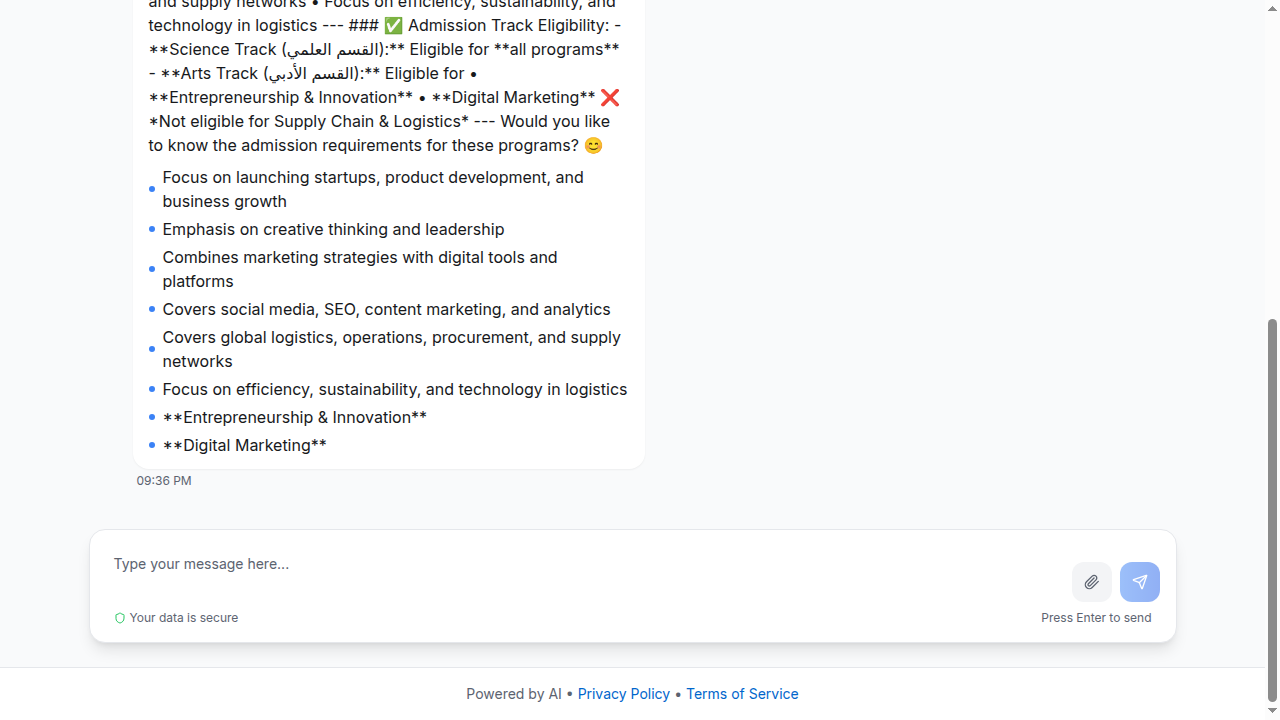 and supply networks • Focus on efficiency, sustainability, and
technology in logistics --- ### ✅ Admission Track Eligibility: -
**Science Track (القسم العلمي):** Eligible for **all programs**
- **Arts Track (القسم الأدبي):** Eligible for •
**Entrepreneurship & Innovation** • **Digital Marketing** ❌
*Not eligible for Supply Chain & Logistics* --- Would you like
to know the admission requirements for these programs? 😊
Focus on launching startups, product development, and
business growth
Emphasis on creative thinking and leadership
Combines marketing strategies with digital tools and
platforms
Covers social media, SEO, content marketing, and analytics
Covers global logistics, operations, procurement, and supply
networks
Focus on efficiency, sustainability, and technology in logistics
**Entrepreneurship & Innovation**
**Digital Marketing**
09:36 PM
Type your message here...
Your data is secure
Press Enter to send
Powered by AI • Privacy Policy • Terms of Service